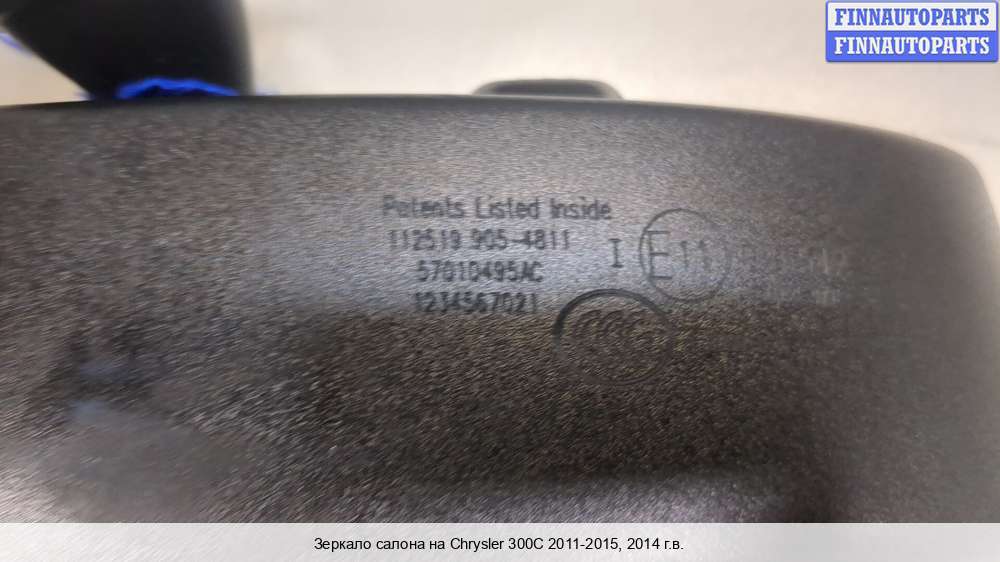 FINNAUTOPARTS
FINNAUTOPARTS
Patents Listed Inside
112519 905-4811
57010495AC
1234567021
I E11
CCC
Зеркало салона на Chrysler 300C 2011-2015, 2014 г.в.